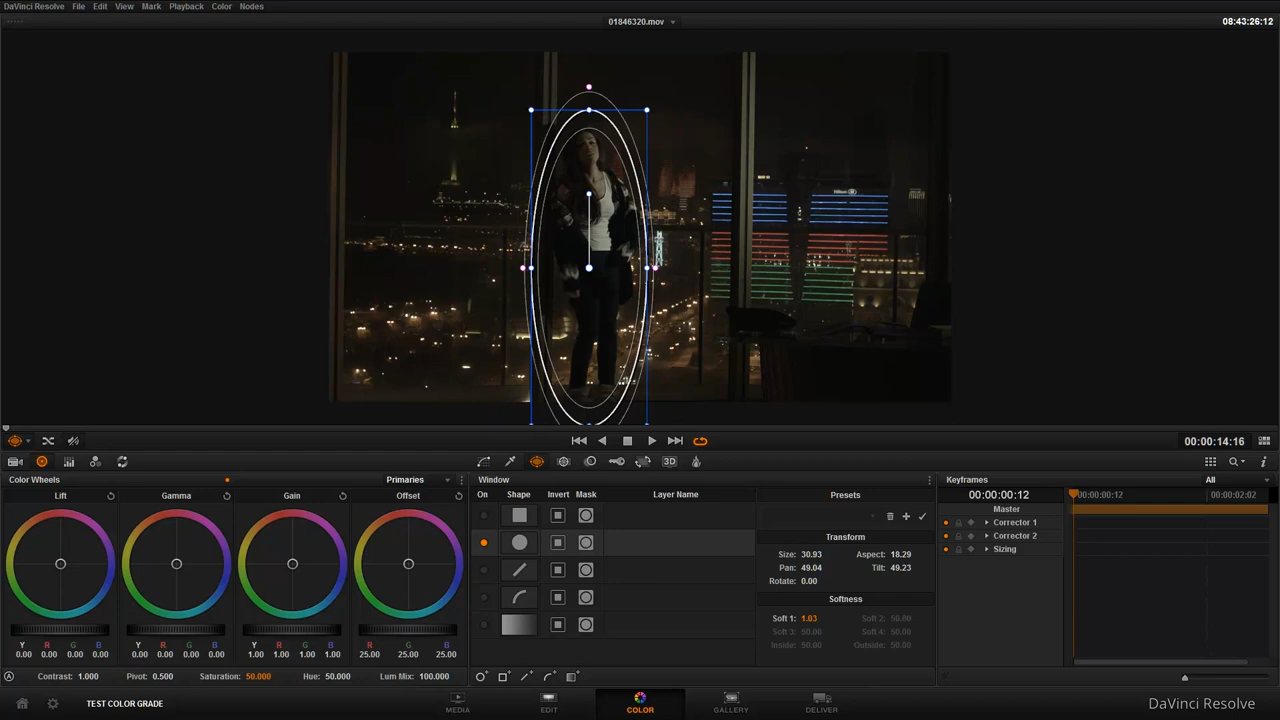 DaVinci Resolve File Edit View Mark Playback Color Nodes
01846320.mov 08:43:26:12
Hilton
00:00:14:16
3D
Color Wheels Primaries Window Keyframes All
Lift Gamma Gain Offset On Shape Invert Mask Layer Name Presets 00:00:00:12 00:00:00:12 00:00:02:02
Master
Corrector 1
Transform Corrector 2
Size: 30.93 Aspect: 18.29 Sizing
Pan: 49.04 Tilt: 49.23
Rotate: 0.00
Softness
Soft 1: 1.03 Soft 2: 50.00
Soft 3: 50.00 Soft 4: 50.00
Y R G B Y R G B Y R G B R G B Inside: 50.00 Outside: 50.00
0.00 0.00 0.00 0.00 0.00 0.00 0.00 0.00 1.00 1.00 1.00 1.00 25.00 25.00 25.00
A Contrast: 1.000 Pivot: 0.500 Saturation: 50.000 Hue: 50.000 Lum Mix: 100.000
TEST COLOR GRADE MEDIA EDIT COLOR GALLERY DELIVER DaVinci Resolve